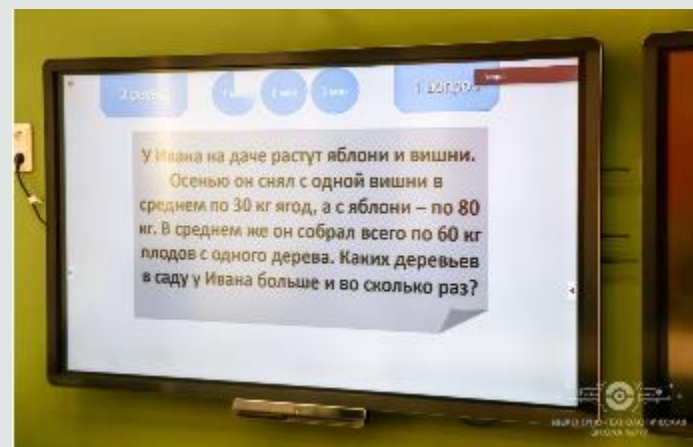 1 вопрос
У Ивана на даче растут яблони и вишни.
Осенью он снял с одной вишни в
среднем по 30 кг ягод, а с яблони – по 80
кг. В среднем же он собрал всего по 60 кг
плодов с одного дерева. Каких деревьев
в саду у Ивана больше и во сколько раз?